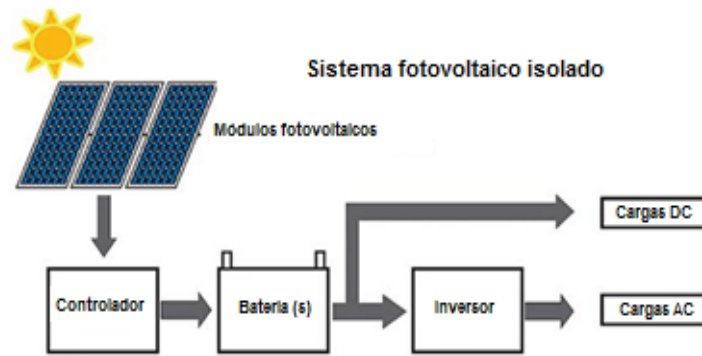 Sistema fotovoltaico isolado
Módulos fotovoltaicos
Cargas DC
Controlador
Bateria (s)
Inversor
Cargas AC